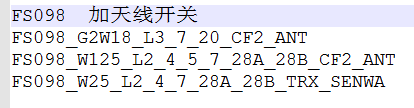 FS098 加天线开关
FS098_G2W18_L3_7_20_CF2_ANT
FS098_W125_L2_4_5_7_28A_28B_CF2_ANT
FS098_W25_L2_4_7_28A_28B_TRX_SENWA